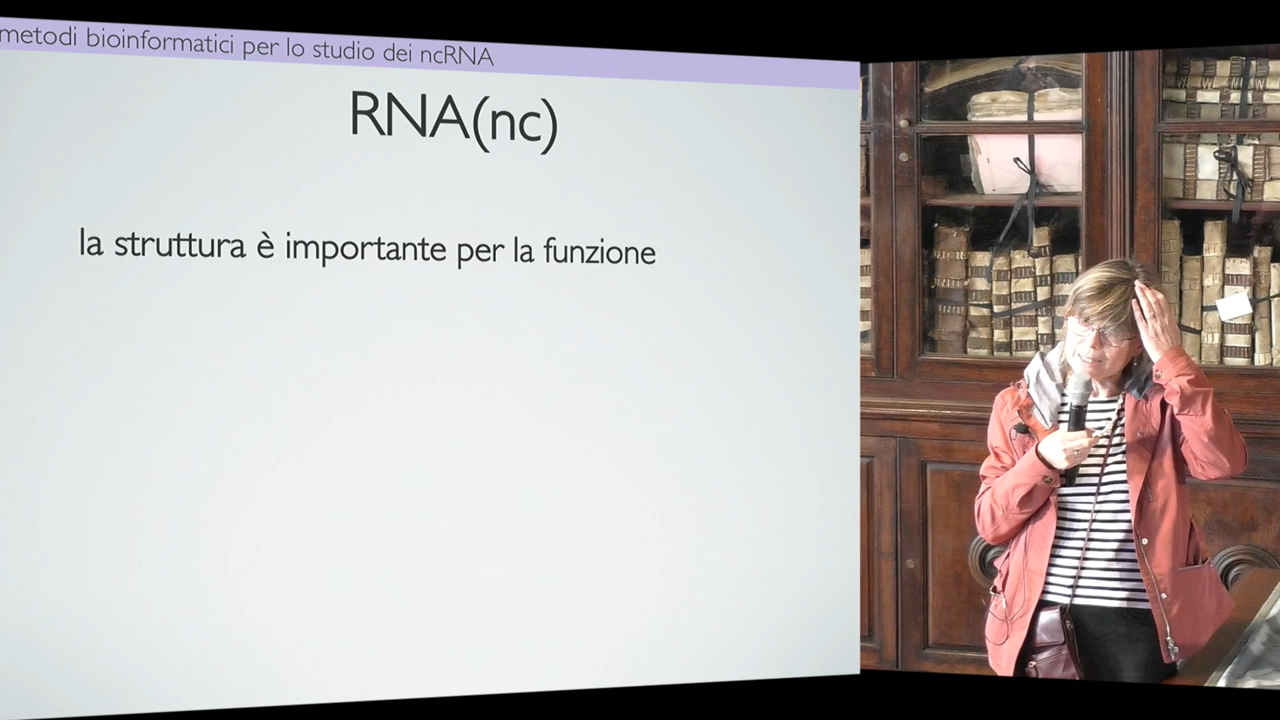 metodi bioinformatici per lo studio dei ncRNA
RNA(nc)
la struttura è importante per la funzione